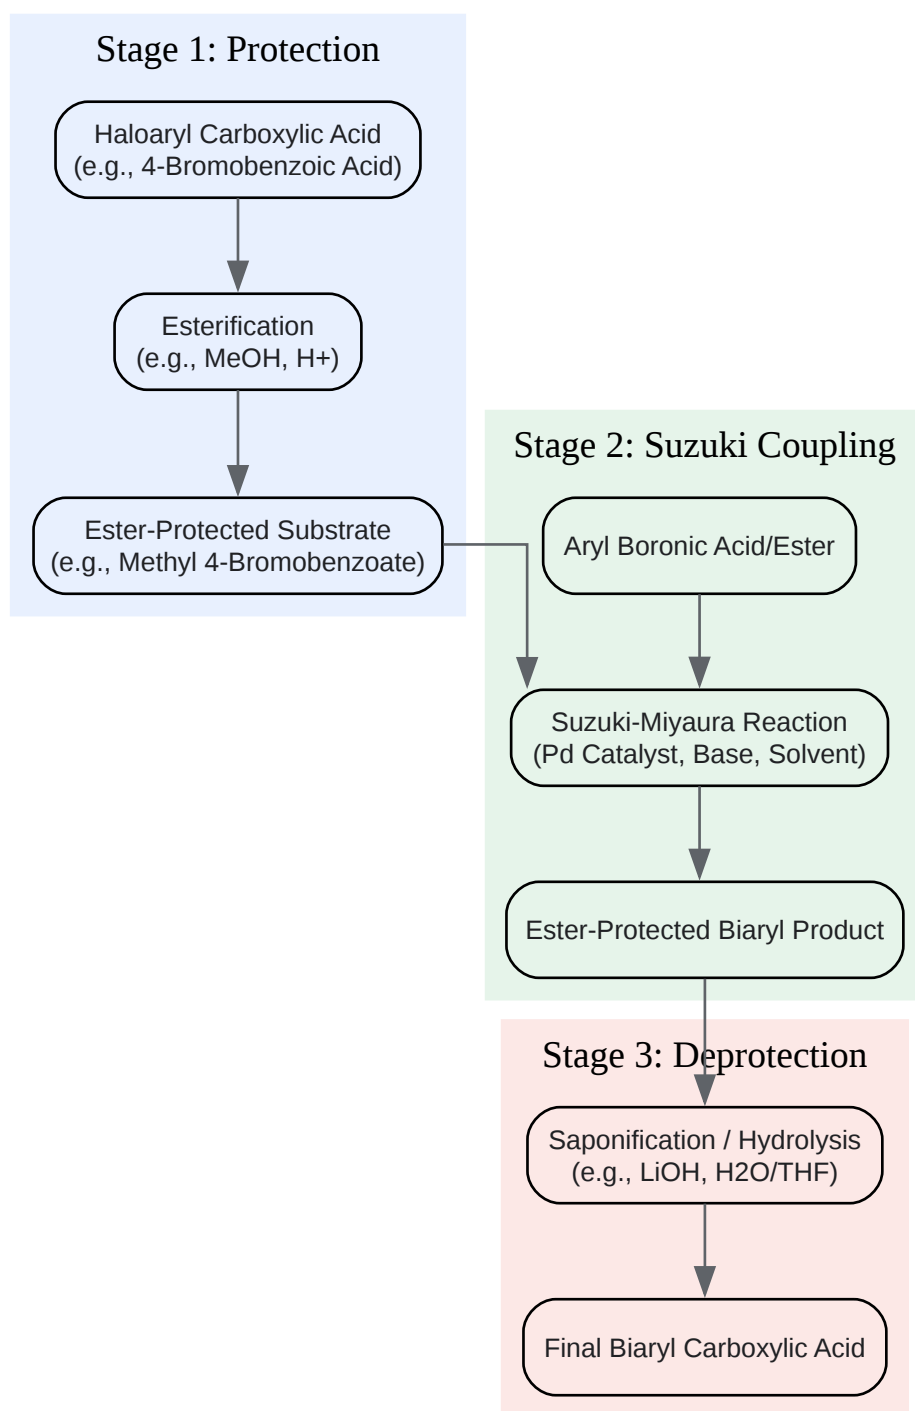 Stage 1: Protection
Haloaryl Carboxylic Acid
(e.g., 4-Bromobenzoic Acid)
Esterification
(e.g., MeOH, H+)
Ester-Protected Substrate
(e.g., Methyl 4-Bromobenzoate)
Stage 2: Suzuki Coupling
Aryl Boronic Acid/Ester
Suzuki-Miyaura Reaction
(Pd Catalyst, Base, Solvent)
Ester-Protected Biaryl Product
Stage 3: Deprotection
Saponification / Hydrolysis
(e.g., LiOH, H2O/THF)
Final Biaryl Carboxylic Acid